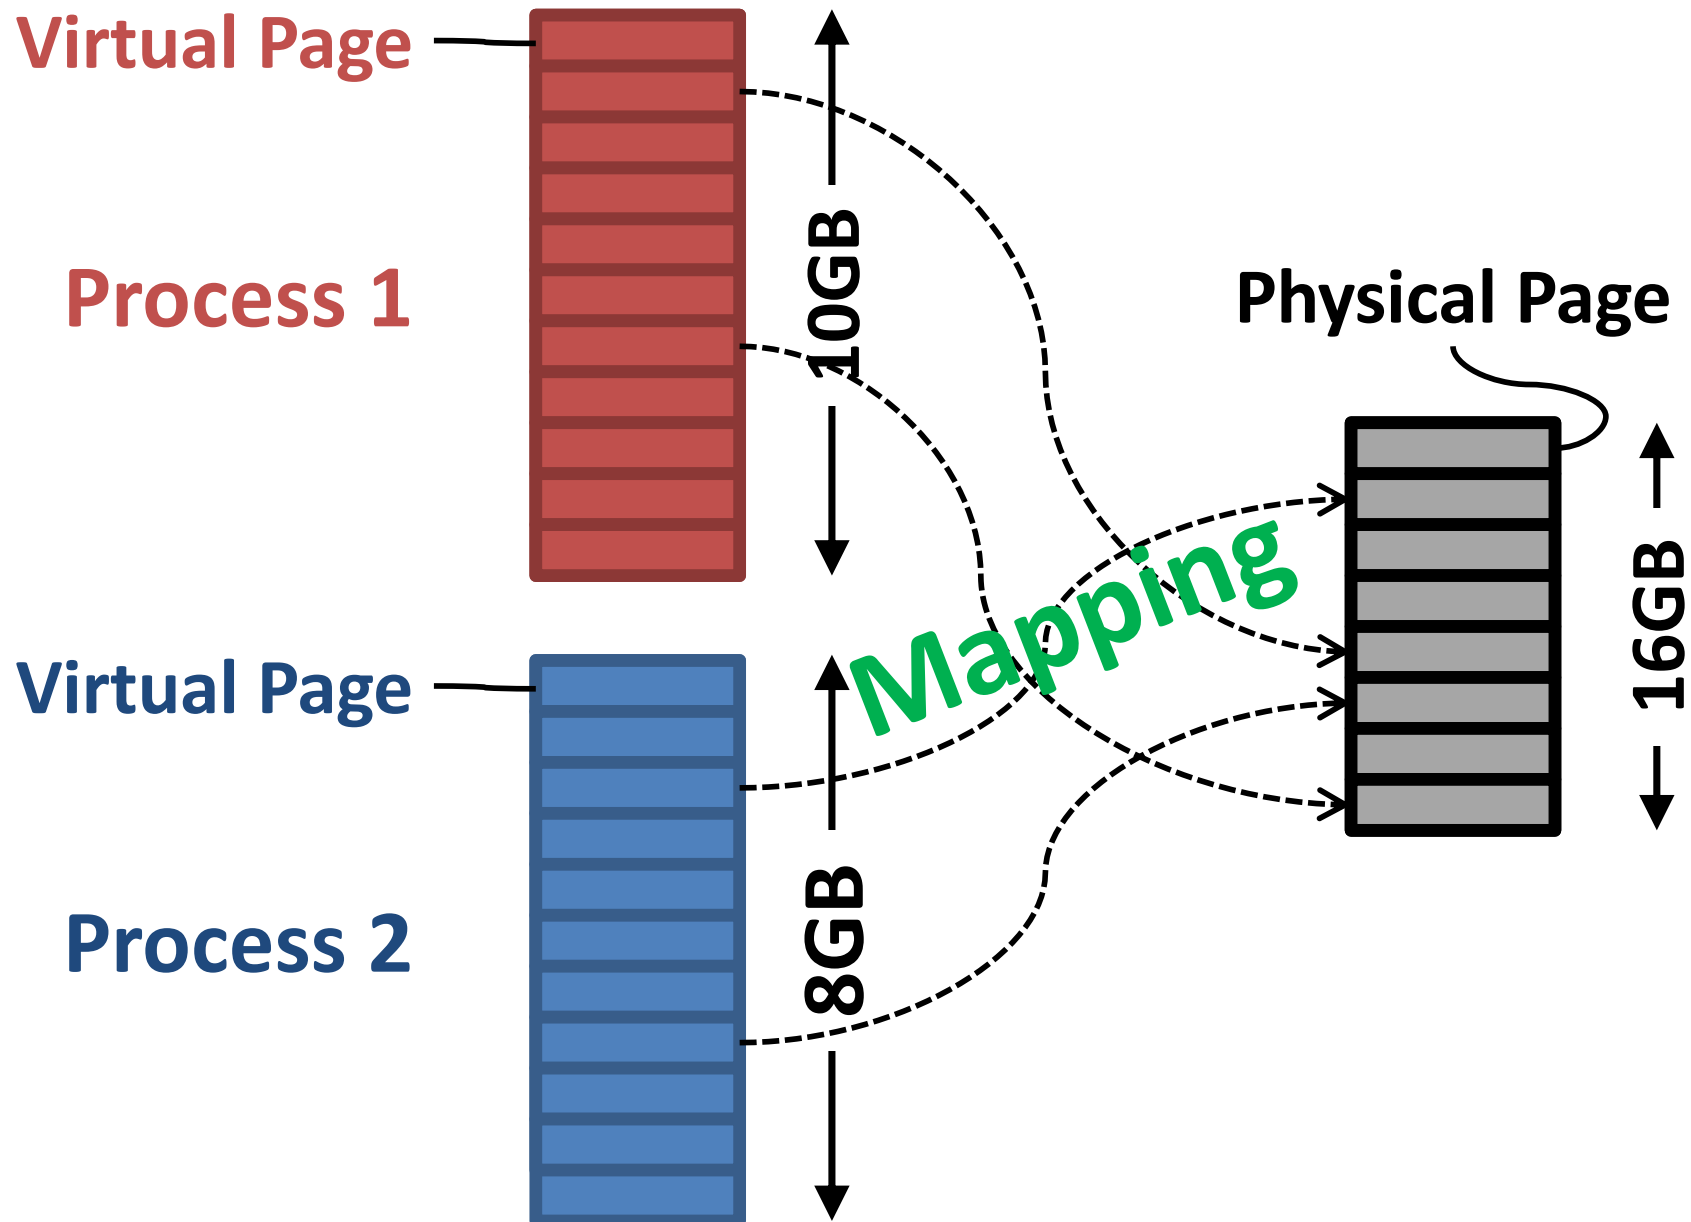 Virtual Page
Process 1
10GB
Physical Page
16GB
Mapping
Virtual Page
Process 2
8GB